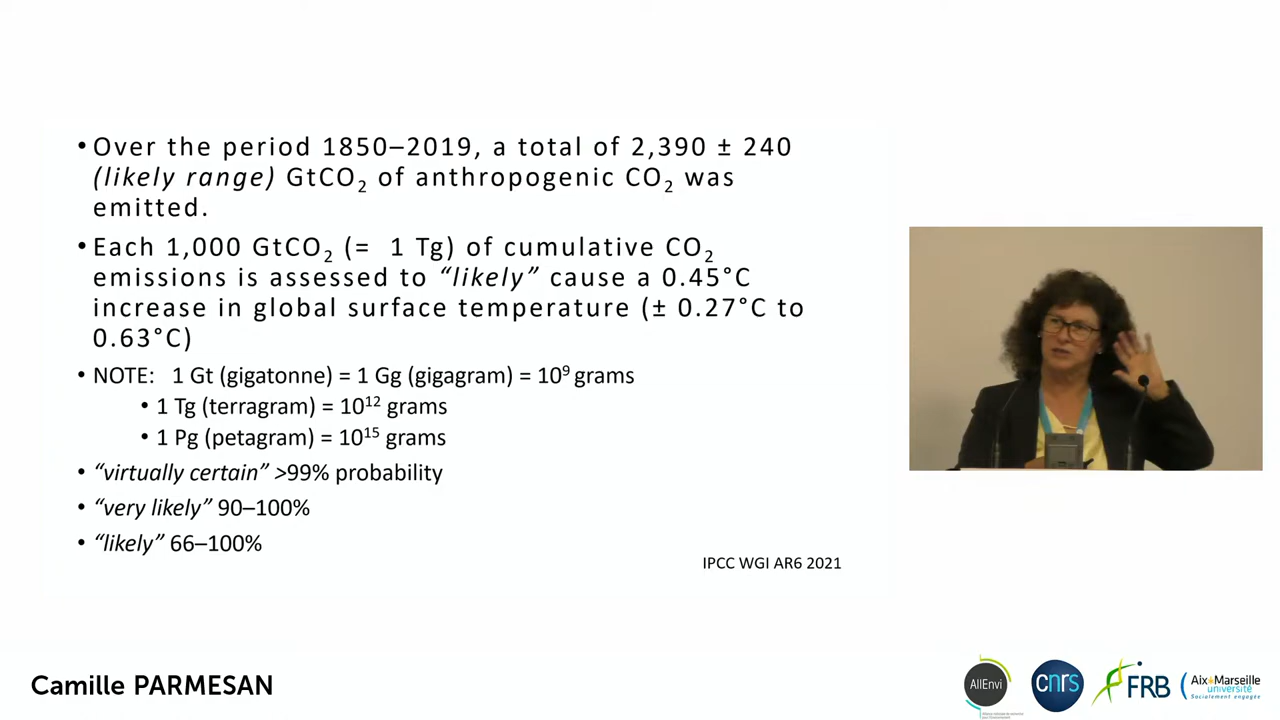 • Over the period 1850–2019, a total of 2,390 ± 240
(likely range) GtCO₂ of anthropogenic CO₂ was
emitted.
• Each 1,000 GtCO₂ (= 1 Tg) of cumulative CO₂
emissions is assessed to “likely” cause a 0.45°C
increase in global surface temperature (± 0.27°C to
0.63°C)
• NOTE: 1 Gt (gigatonne) = 1 Gg (gigagram) = 10⁹ grams
• 1 Tg (terragram) = 10¹² grams
• 1 Pg (petagram) = 10¹⁵ grams
• “virtually certain” >99% probability
• “very likely” 90–100%
• “likely” 66–100%
IPCC WGI AR6 2021
Camille PARMESAN
AllEnvi
cnrs
FRB
Aix★Marseille
université
Socialement engagée